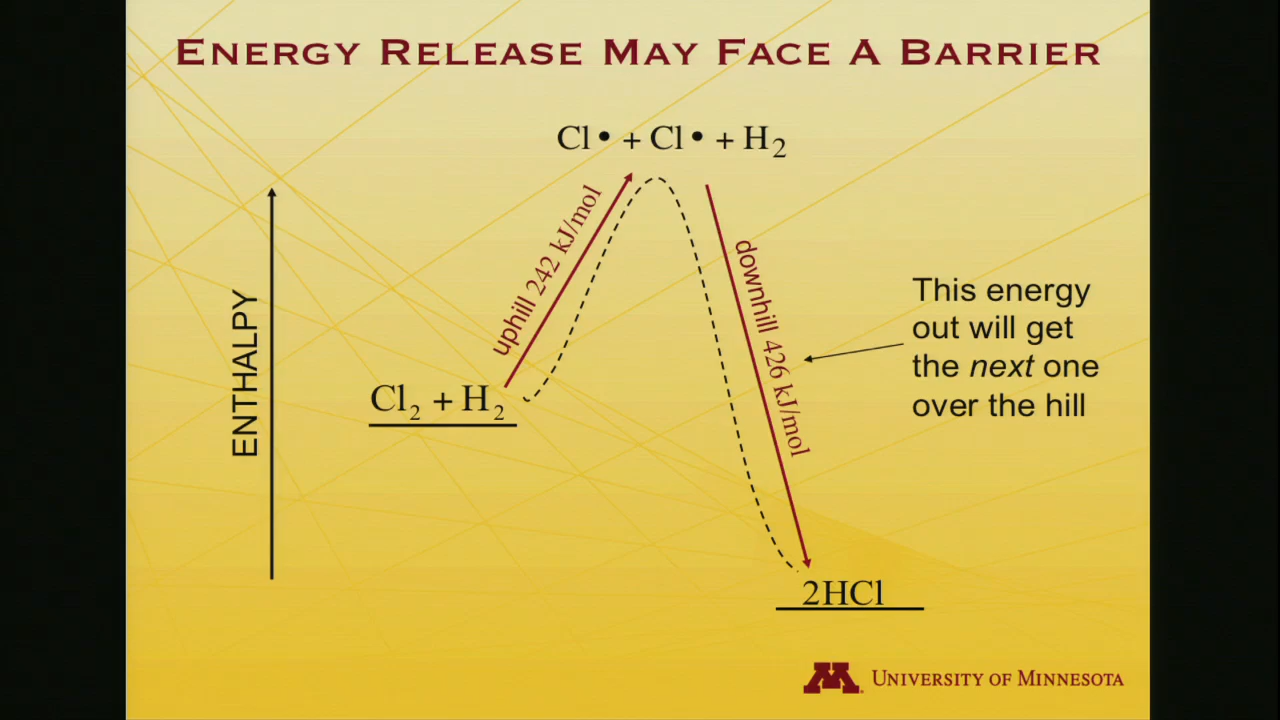 ENERGY RELEASE MAY FACE A BARRIER
Cl• + Cl• + H₂
uphill 242 kJ/mol
downhill 426 kJ/mol
ENTHALPY
This energy
out will get
the next one
over the hill
Cl₂ + H₂
2HCl
M UNIVERSITY OF MINNESOTA